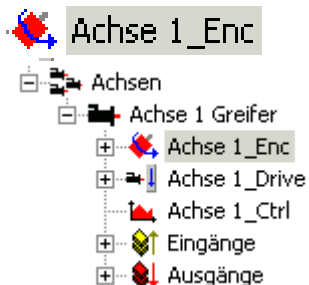 Achse 1_Enc
Achsen
Achse 1 Greifer
Achse 1_Enc
Achse 1_Drive
Achse 1_Ctrl
Eingänge
Ausgänge